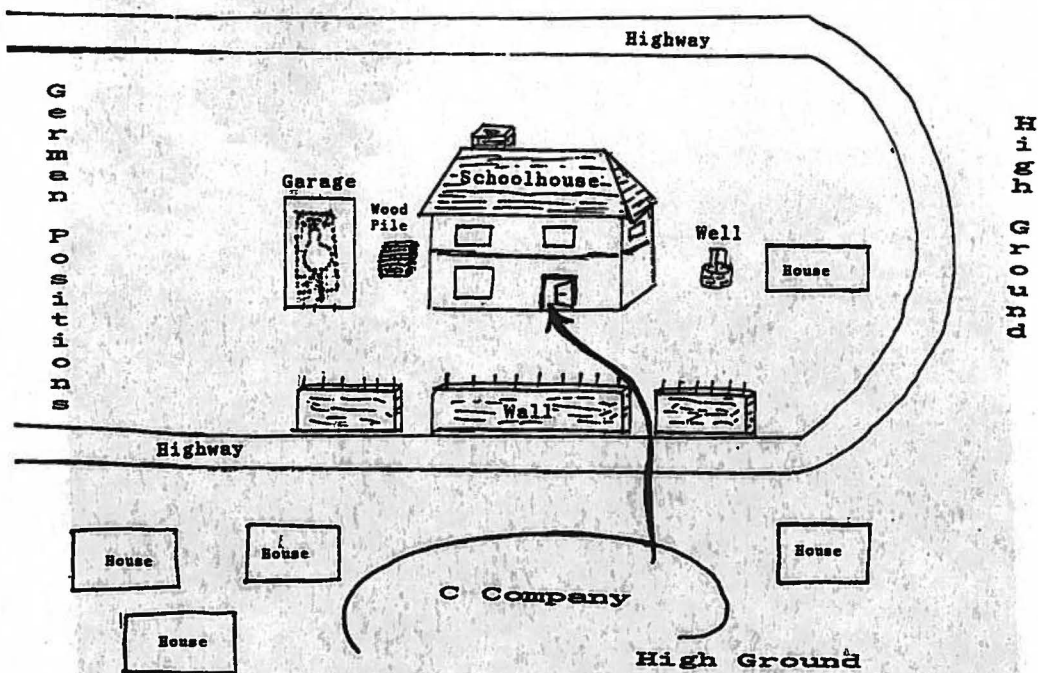 Highway
German Positions
High Ground
Schoolhouse
Garage
Wood
Pile
Well
House
Wall
Highway
House
House
House
C Company
House
High Ground